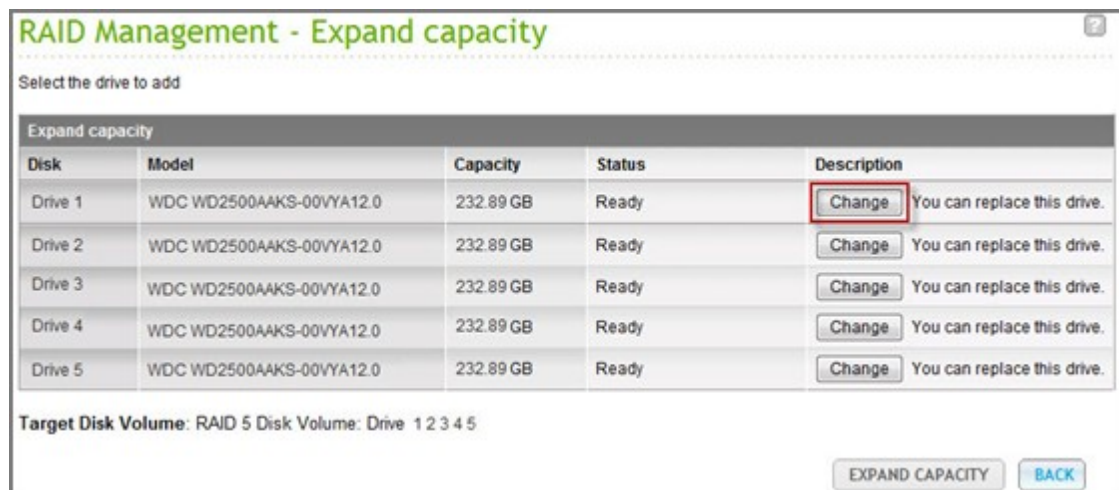 RAID Management - Expand capacity
?
Select the drive to add
Expand capacity
Disk Model Capacity Status Description
Drive 1 WDC WD2500AAKS-00VYA12.0 232.89 GB Ready Change You can replace this drive.
Drive 2 WDC WD2500AAKS-00VYA12.0 232.89 GB Ready Change You can replace this drive.
Drive 3 WDC WD2500AAKS-00VYA12.0 232.89 GB Ready Change You can replace this drive.
Drive 4 WDC WD2500AAKS-00VYA12.0 232.89 GB Ready Change You can replace this drive.
Drive 5 WDC WD2500AAKS-00VYA12.0 232.89 GB Ready Change You can replace this drive.
Target Disk Volume: RAID 5 Disk Volume: Drive 1 2 3 4 5
EXPAND CAPACITY BACK